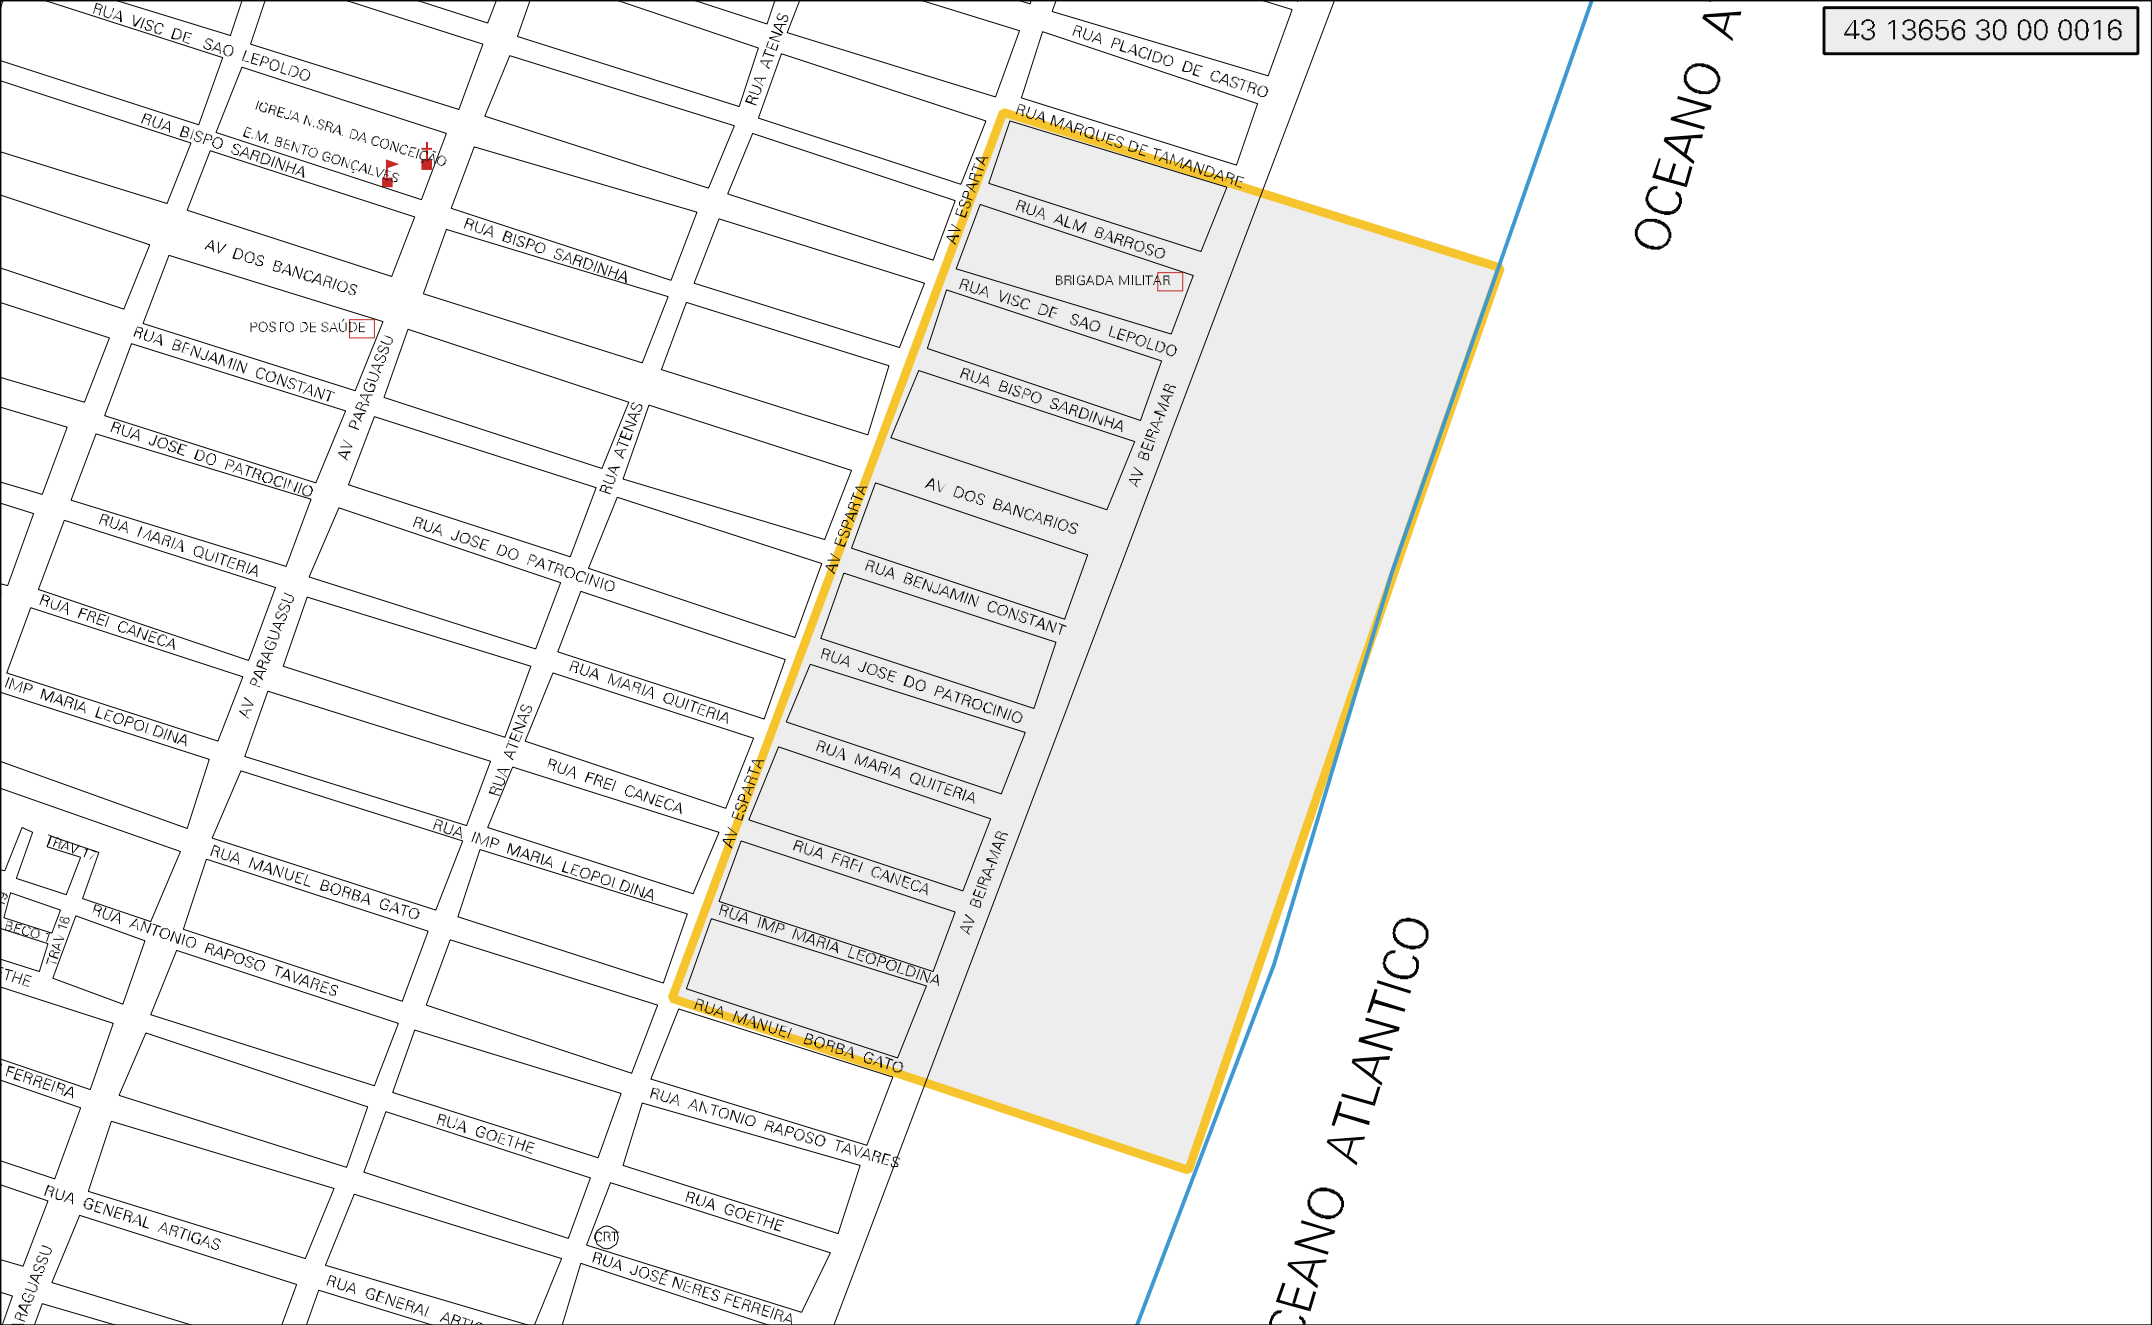 43 13656 30 00 0016
OCEANO A
RUA VISC DE SAO LEPOLDO
RUA ATENAS
RUA PLACIDO DE CASTRO
IGREJA N.SRA. DA CONCEIÇÃO
E.M. BENTO GONÇALVES
RUA BISPO SARDINHA
RUA MARQUES DE TAMANDARE
AV ESPARTA
RUA ALM BARROSO
RUA BISPO SARDINHA
AV DOS BANCARIOS
BRIGADA MILITAR
RUA VISC DE SAO LEPOLDO
POSTO DE SAÚDE
RUA BENJAMIN CONSTANT
AV PARAGUASSU
RUA BISPO SARDINHA
AV BEIRA-MAR
RUA ATENAS
RUA JOSE DO PATROCINIO
AV DOS BANCARIOS
AV ESPARTA
RUA MARIA QUITERIA
RUA JOSE DO PATROCINIO
RUA BENJAMIN CONSTANT
RUA FREI CANECA
AV PARAGUASSU
RUA JOSE DO PATROCINIO
RUA MARIA QUITERIA
IMP MARIA LEOPOLDINA
RUA ATENAS
RUA MARIA QUITERIA
RUA FREI CANECA
AV ESPARTA
RUA IMP MARIA LEOPOLDINA
RUA FREI CANECA
AV BEIRA-MAR
TRAV 17
RUA MANUEL BORBA GATO
RUA ANTONIO RAPOSO TAVARES
RUA IMP MARIA LEOPOLDINA
BECO 1
TRAV 18
ETHE
RUA MANUEL BORBA GATO
OCEANO ATLANTICO
FERREIRA
RUA GOETHE
RUA ANTONIO RAPOSO TAVARES
RUA GENERAL ARTIGAS
RUA GOETHE
CRT
RUA JOSÉ NERES FERREIRA
RAGUASSU
RUA GENERAL ARTIG